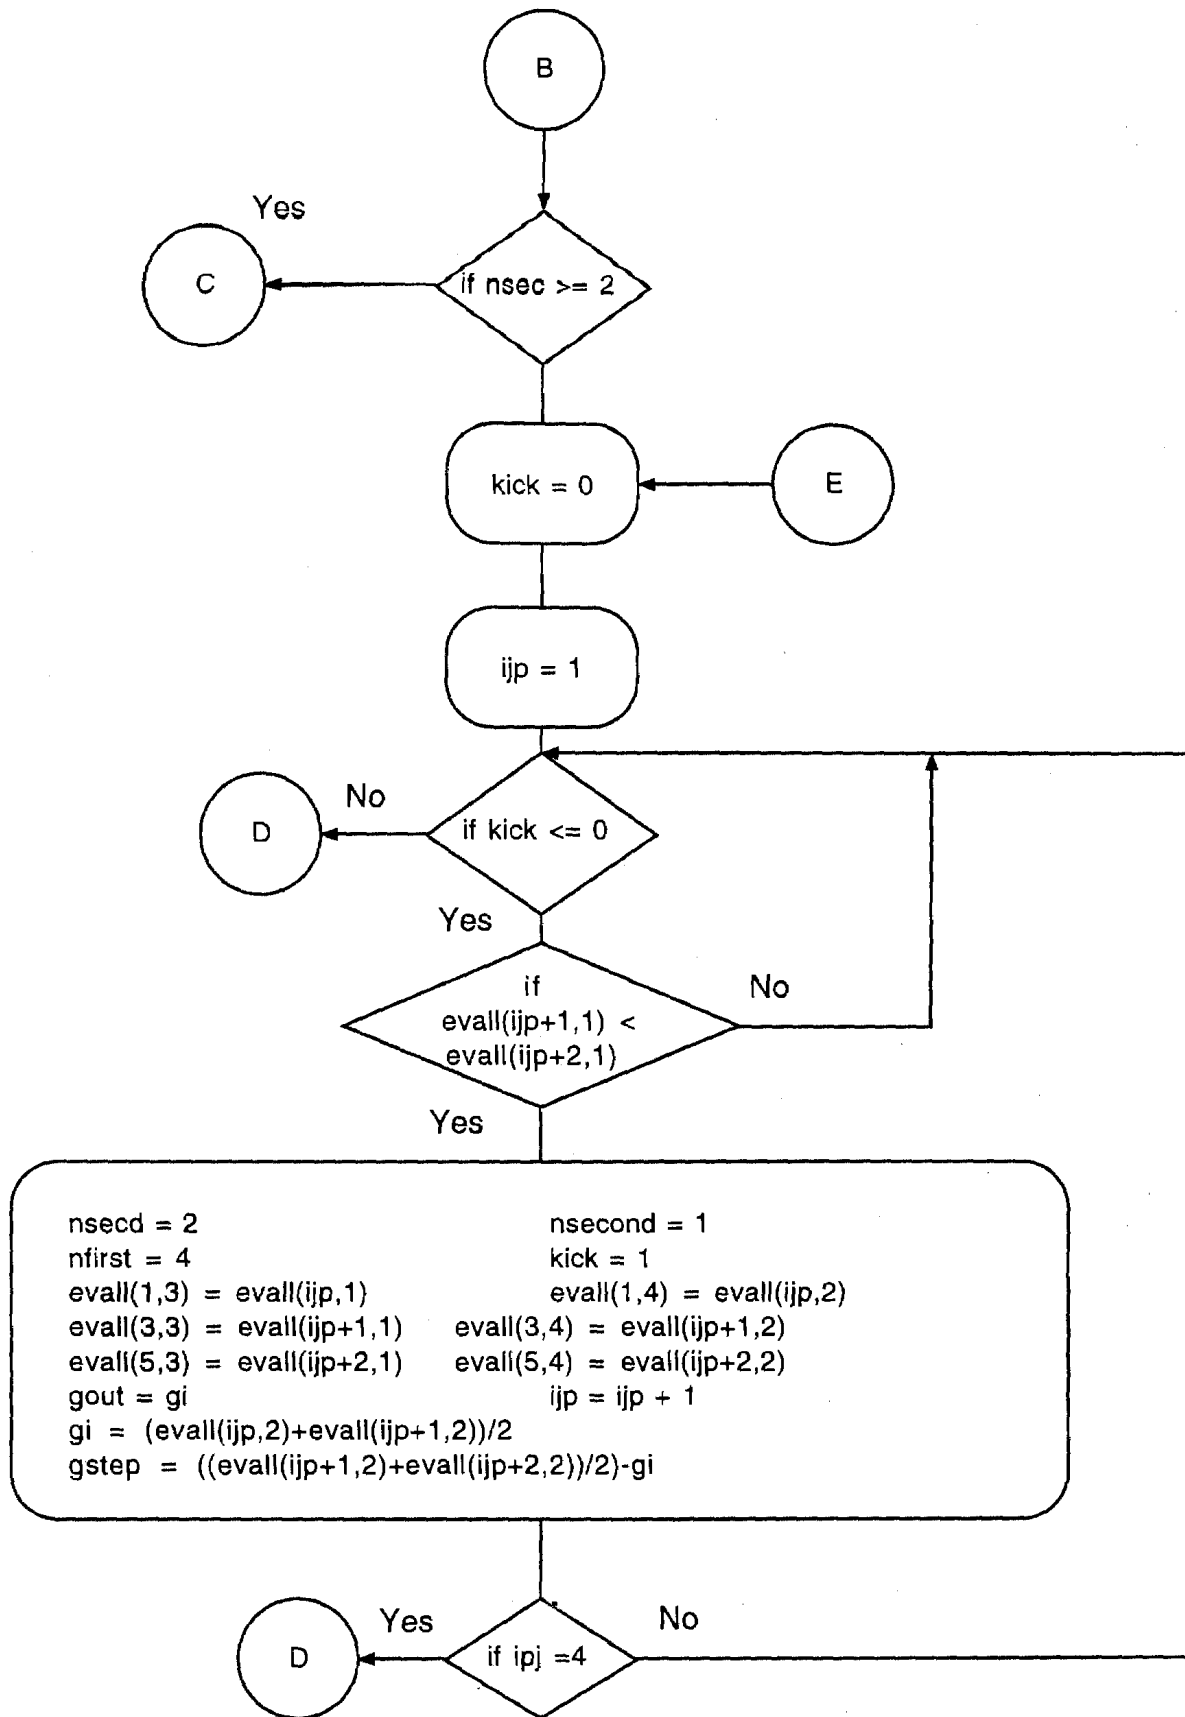 B
Yes
C
if nsec >= 2
kick = 0
E
ijp = 1
No
D
if kick <= 0
Yes
if
evall(ijp+1,1) <
evall(ijp+2,1)
No
Yes
nsecd = 2 nsecond = 1
nfirst = 4 kick = 1
evall(1,3) = evall(ijp,1) evall(1,4) = evall(ijp,2)
evall(3,3) = evall(ijp+1,1) evall(3,4) = evall(ijp+1,2)
evall(5,3) = evall(ijp+2,1) evall(5,4) = evall(ijp+2,2)
gout = gi ijp = ijp + 1
gi = (evall(ijp,2)+evall(ijp+1,2))/2
gstep = ((evall(ijp+1,2)+evall(ijp+2,2))/2)-gi
Yes
No
D
if ipj =4